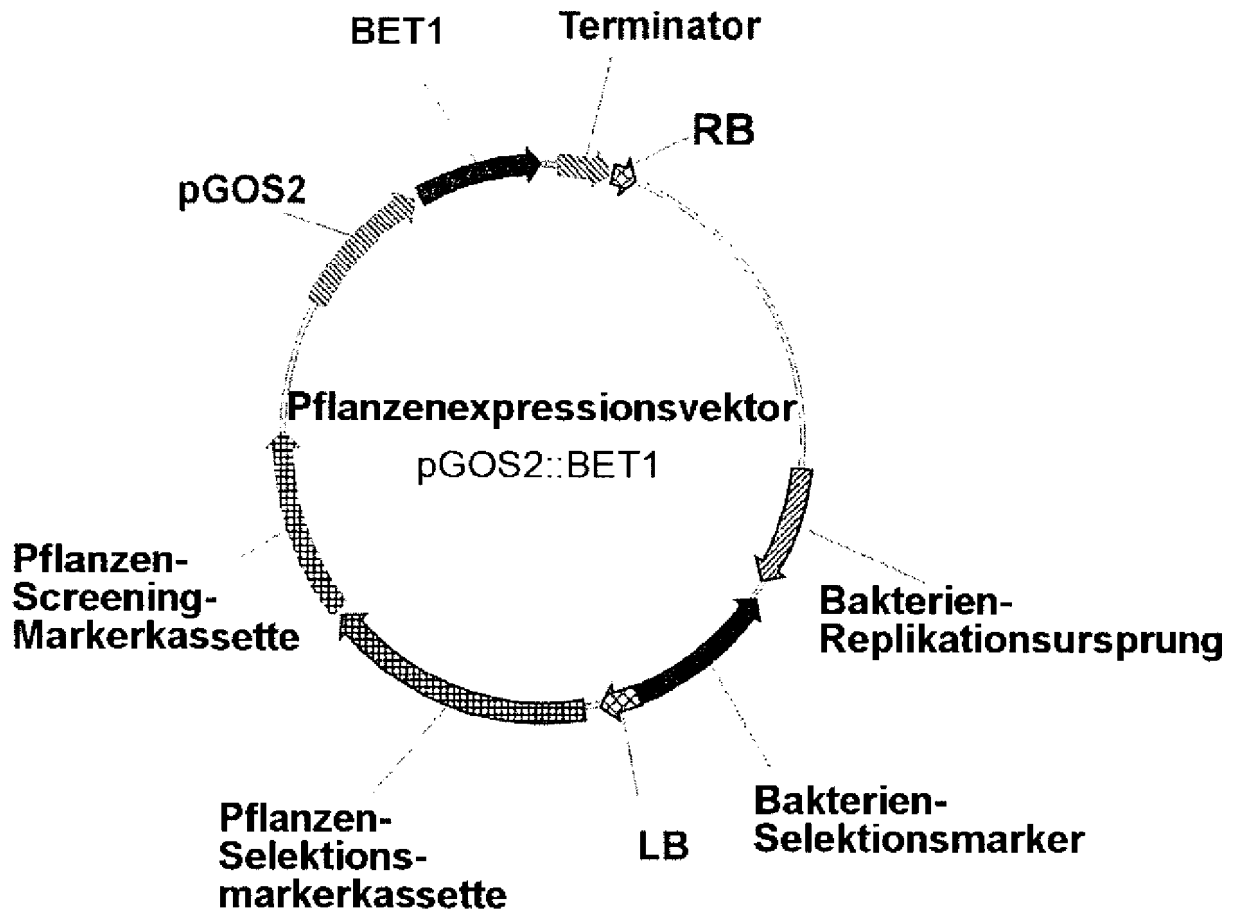 BET1
Terminator
RB
pGOS2
Pflanzenexpressionsvektor
pGOS2::BET1
Pflanzen-
Screening-
Markerkassette
Bakterien-
Replikationsursprung
Pflanzen-
Selektions-
markerkassette
LB
Bakterien-
Selektionsmarker